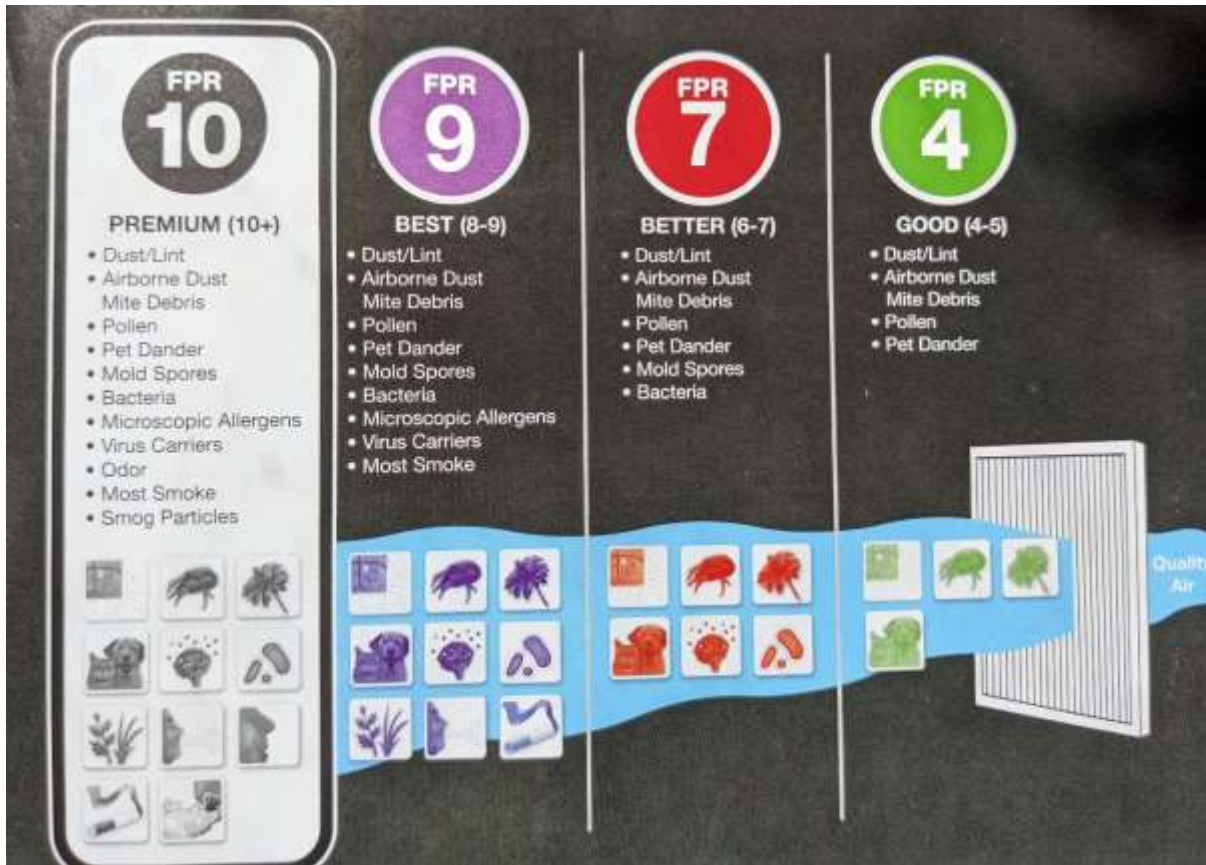 FPR
10
PREMIUM (10+)
• Dust/Lint
• Airborne Dust
Mite Debris
• Pollen
• Pet Dander
• Mold Spores
• Bacteria
• Microscopic Allergens
• Virus Carriers
• Odor
• Most Smoke
• Smog Particles
FPR
9
BEST (8-9)
• Dust/Lint
• Airborne Dust
Mite Debris
• Pollen
• Pet Dander
• Mold Spores
• Bacteria
• Microscopic Allergens
• Virus Carriers
• Most Smoke
FPR
7
BETTER (6-7)
• Dust/Lint
• Airborne Dust
Mite Debris
• Pollen
• Pet Dander
• Mold Spores
• Bacteria
FPR
4
GOOD (4-5)
• Dust/Lint
• Airborne Dust
Mite Debris
• Pollen
• Pet Dander
Quality
Air